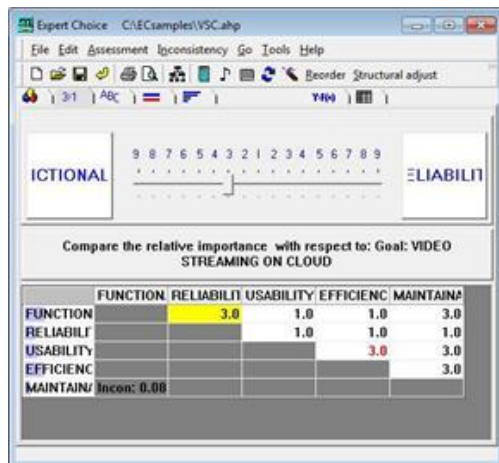 Expert Choice C:\ECsamples\VSC.ahp
File Edit Assessment Inconsistency Go Tools Help
Reorder Structural adjust
3:1 ABC Y=f(x)
9 8 7 6 5 4 3 2 1 2 3 4 5 6 7 8 9
ICTIONAL ELIABILIT
Compare the relative importance with respect to: Goal: VIDEO
STREAMING ON CLOUD
FUNCTION RELIABILIT USABILITY EFFICIENC MAINTAINA
FUNCTION 3.0 1.0 1.0 3.0
RELIABILIT 1.0 1.0 1.0
USABILITY 3.0 3.0
EFFICIENC 3.0
MAINTAINA Incon: 0.08